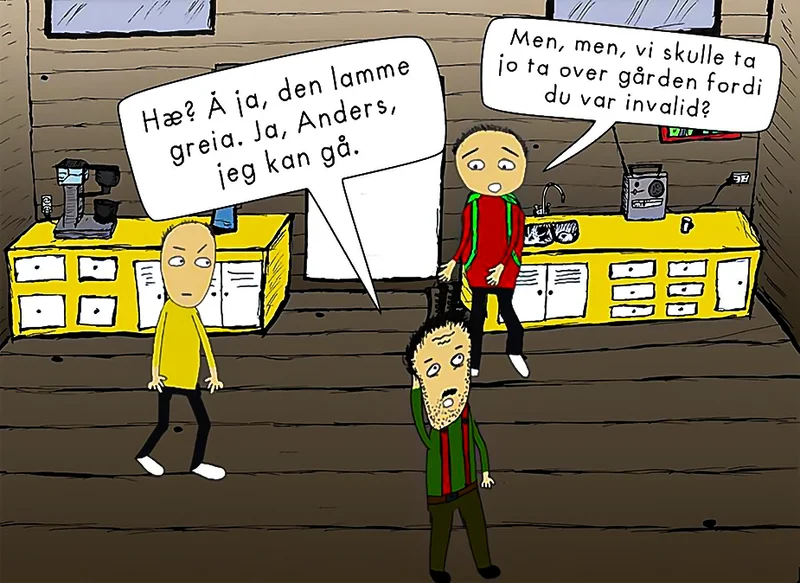 Hæ? Å ja, den lamme
greia. Ja, Anders,
jeg kan gå.
Men, men, vi skulle ta
jo ta over gården fordi
du var invalid?